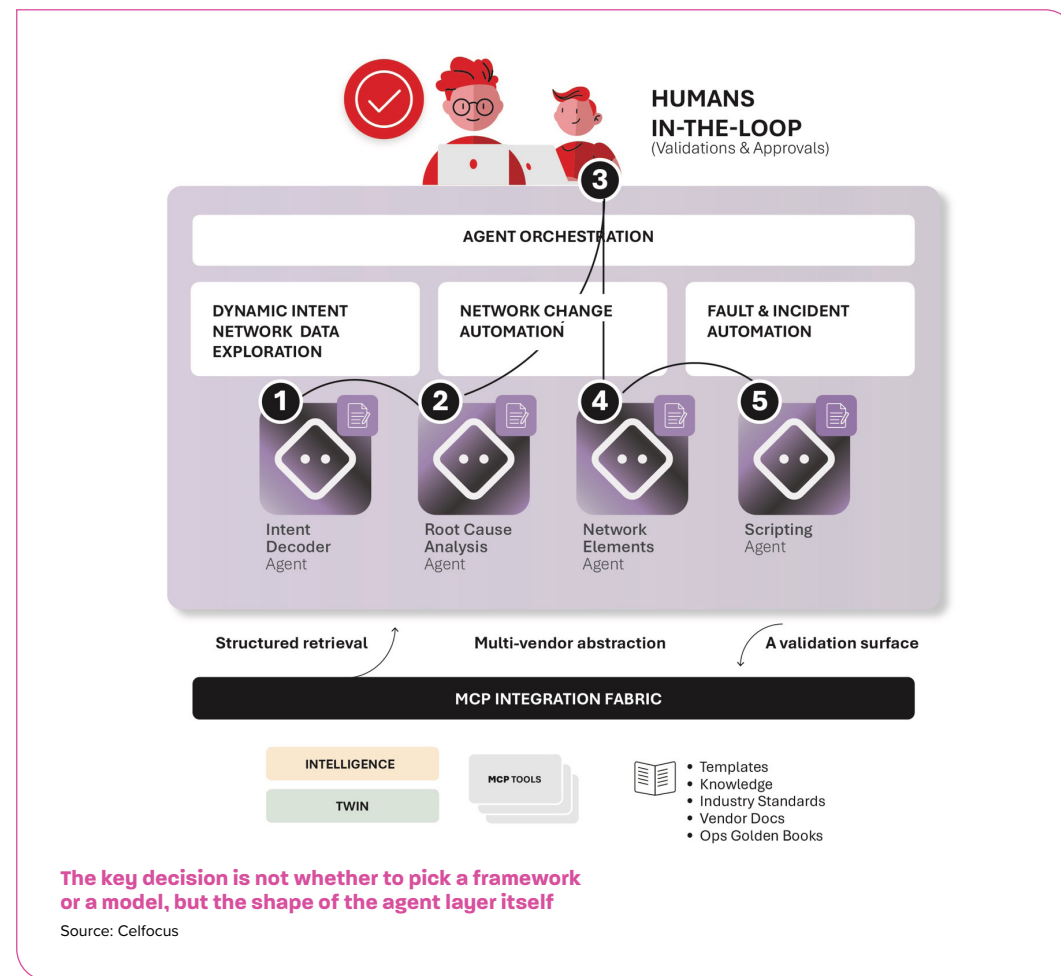 HUMANS
IN-THE-LOOP
(Validations & Approvals)
3
AGENT ORCHESTRATION
DYNAMIC INTENT
NETWORK DATA
EXPLORATION
NETWORK CHANGE
AUTOMATION
FAULT & INCIDENT
AUTOMATION
1
2
4
5
Intent
Decoder
Agent
Root Cause
Analysis
Agent
Network
Elements
Agent
Scripting
Agent
Structured retrieval
Multi-vendor abstraction
A validation surface
MCP INTEGRATION FABRIC
INTELLIGENCE
TWIN
MCP TOOLS
• Templates
• Knowledge
• Industry Standards
• Vendor Docs
• Ops Golden Books
The key decision is not whether to pick a framework
or a model, but the shape of the agent layer itself
Source: Celfocus